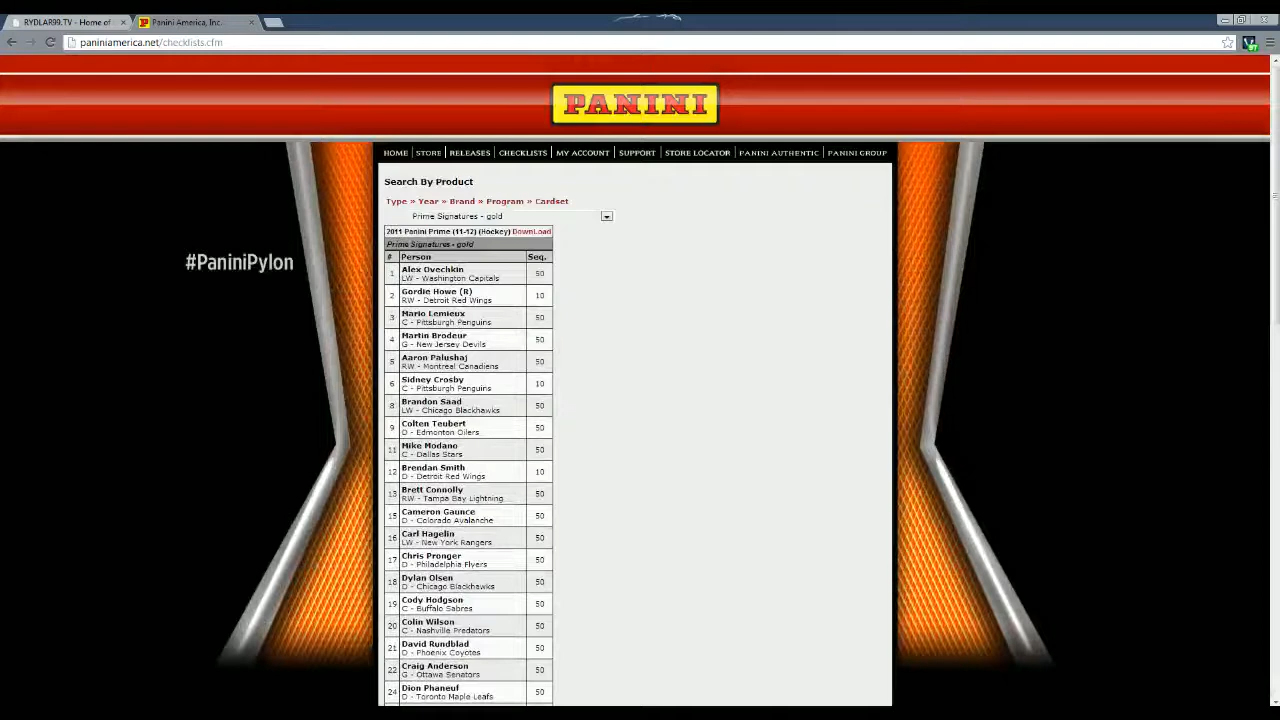 RYDLAR99.TV - Home of
Panini America, Inc.
paniniamerica.net/checklists.cfm
PANINI
HOME STORE RELEASES CHECKLISTS MY ACCOUNT SUPPORT STORE LOCATOR PANINI AUTHENTIC PANINI GROUP
Search By Product
Type » Year » Brand » Program » Cardset
Prime Signatures - gold
2011 Panini Prime (11-12) (Hockey) DownLoad
Prime Signatures - gold
# Person Seq.
1 Alex Ovechkin 50
LW - Washington Capitals
2 Gordie Howe (R) 10
RW - Detroit Red Wings
3 Mario Lemieux 50
C - Pittsburgh Penguins
4 Martin Brodeur 50
G - New Jersey Devils
5 Aaron Palushaj 50
RW - Montreal Canadiens
6 Sidney Crosby 10
C - Pittsburgh Penguins
8 Brandon Saad 50
LW - Chicago Blackhawks
9 Colten Teubert 50
D - Edmonton Oilers
11 Mike Modano 50
C - Dallas Stars
12 Brendan Smith 10
D - Detroit Red Wings
13 Brett Connolly 50
RW - Tampa Bay Lightning
15 Cameron Gaunce 50
D - Colorado Avalanche
16 Carl Hagelin 50
LW - New York Rangers
17 Chris Pronger 50
D - Philadelphia Flyers
18 Dylan Olsen 50
D - Chicago Blackhawks
19 Cody Hodgson 50
C - Buffalo Sabres
20 Colin Wilson 50
C - Nashville Predators
21 David Rundblad 50
D - Phoenix Coyotes
22 Craig Anderson 50
G - Ottawa Senators
24 Dion Phaneuf 50
D - Toronto Maple Leafs
#PaniniPylon